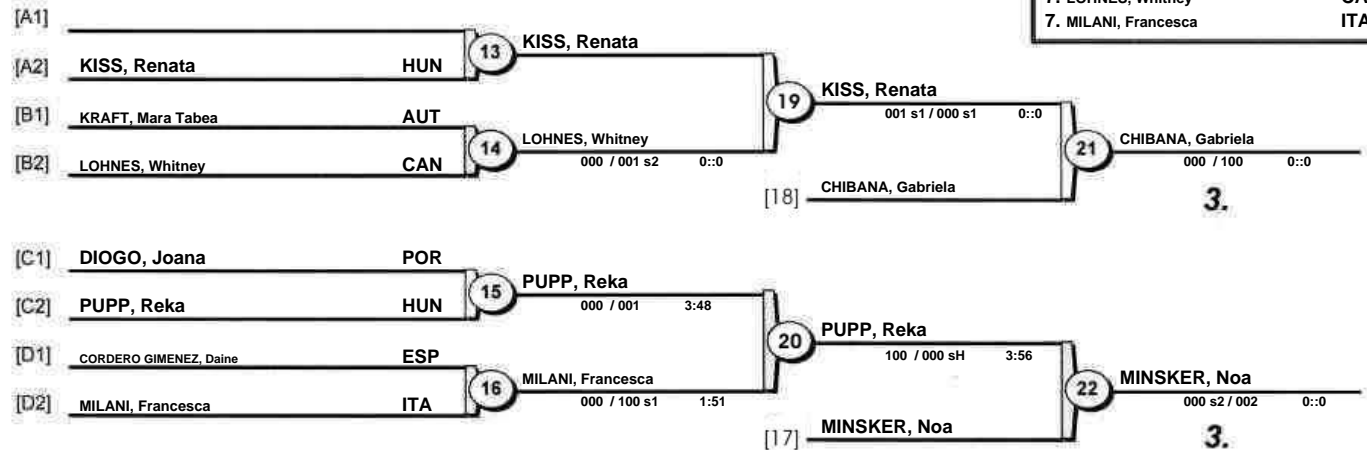 7. MILANI, Francesca ITA
[A1]
[A2] KISS, Renata HUN
13 KISS, Renata
[B1] KRAFT, Mara Tabea AUT
[B2] LOHNES, Whitney CAN
14 LOHNES, Whitney
000 / 001 s2 0::0
19 KISS, Renata
001 s1 / 000 s1 0::0
[18] CHIBANA, Gabriela
21 CHIBANA, Gabriela
000 / 100 0::0
3.
[C1] DIOGO, Joana POR
[C2] PUPP, Reka HUN
15 PUPP, Reka
000 / 001 3:48
[D1] CORDERO GIMENEZ, Daine ESP
[D2] MILANI, Francesca ITA
16 MILANI, Francesca
000 / 100 s1 1:51
20 PUPP, Reka
100 / 000 sH 3:56
[17] MINSKER, Noa
22 MINSKER, Noa
000 s2 / 002 0::0
3.